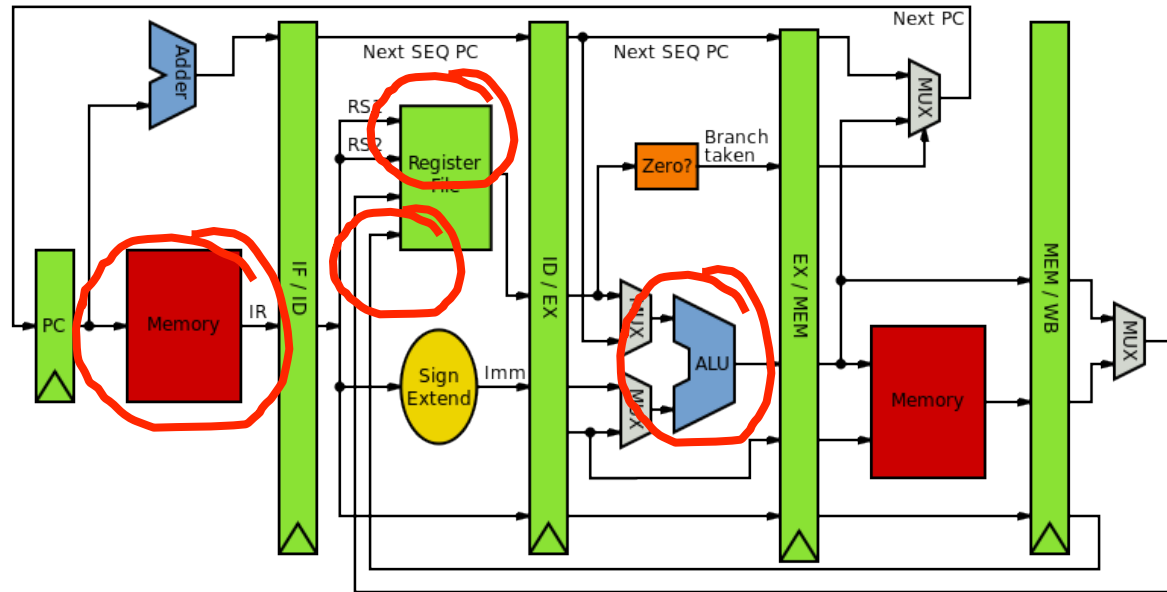 Next PC
Adder
Next SEQ PC
Next SEQ PC
MUX
RS1
RS2
Register
File
Branch
taken
Zero?
IF / ID
ID / EX
EX / MEM
MEM / WB
PC
Memory
IR
MUX
ALU
MUX
Sign
Extend
Imm
MUX
Memory